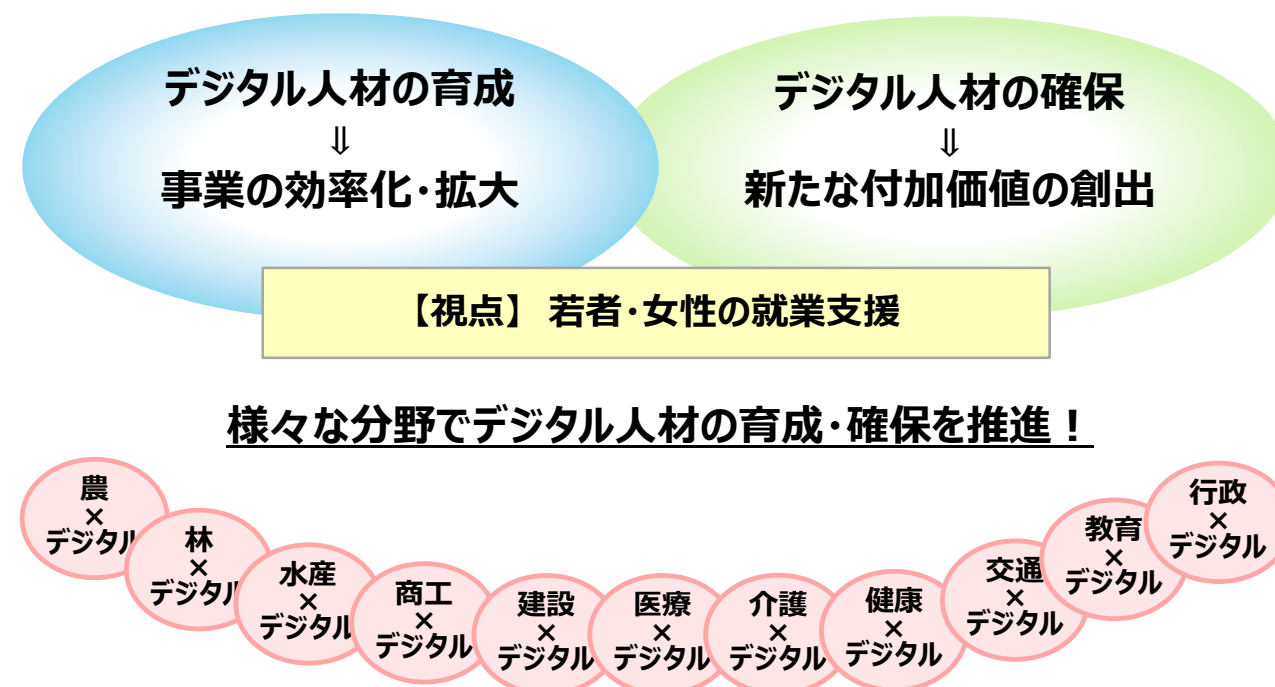 デジタル人材の育成
⇓
事業の効率化･拡大
デジタル人材の確保
⇓
新たな付加価値の創出
【視点】 若者･女性の就業支援
様々な分野でデジタル人材の育成･確保を推進！
農
×
デジタル
林
×
デジタル
水産
×
デジタル
商工
×
デジタル
建設
×
デジタル
医療
×
デジタル
介護
×
デジタル
健康
×
デジタル
交通
×
デジタル
教育
×
デジタル
行政
×
デジタル